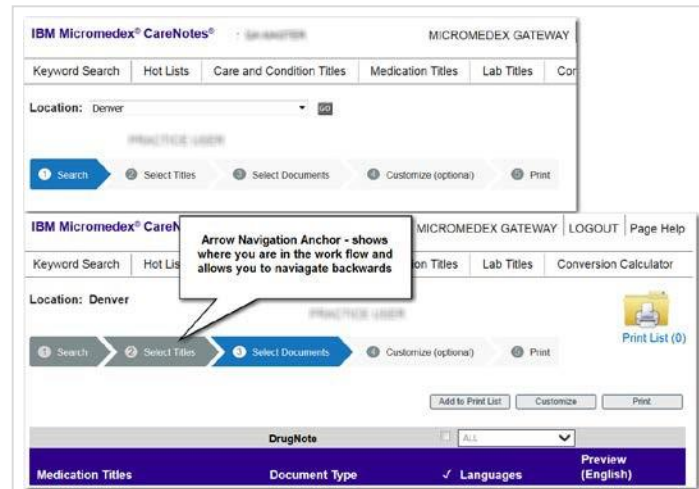 IBM Micromedex® CareNotes®
MICROMEDEX GATEWAY
Keyword Search Hot Lists Care and Condition Titles Medication Titles Lab Titles Cor
Location: Denver GO
PRACTICE USER
1 Search 2 Select Titles 3 Select Documents 4 Customize (optional) 5 Print
IBM Micromedex® CareN
MICROMEDEX GATEWAY LOGOUT Page Help
Arrow Navigation Anchor - shows
where you are in the work flow and
allows you to naviagate backwards
Keyword Search Hot Lis on Titles Lab Titles Conversion Calculator
Location: Denver
PRACTICE USER
Print List (0)
1 Search 2 Select Titles 3 Select Documents 4 Customize (optional) 5 Print
Add to Print List Customize Print
DrugNote ALL
Medication Titles Document Type ✓ Languages Preview
(English)